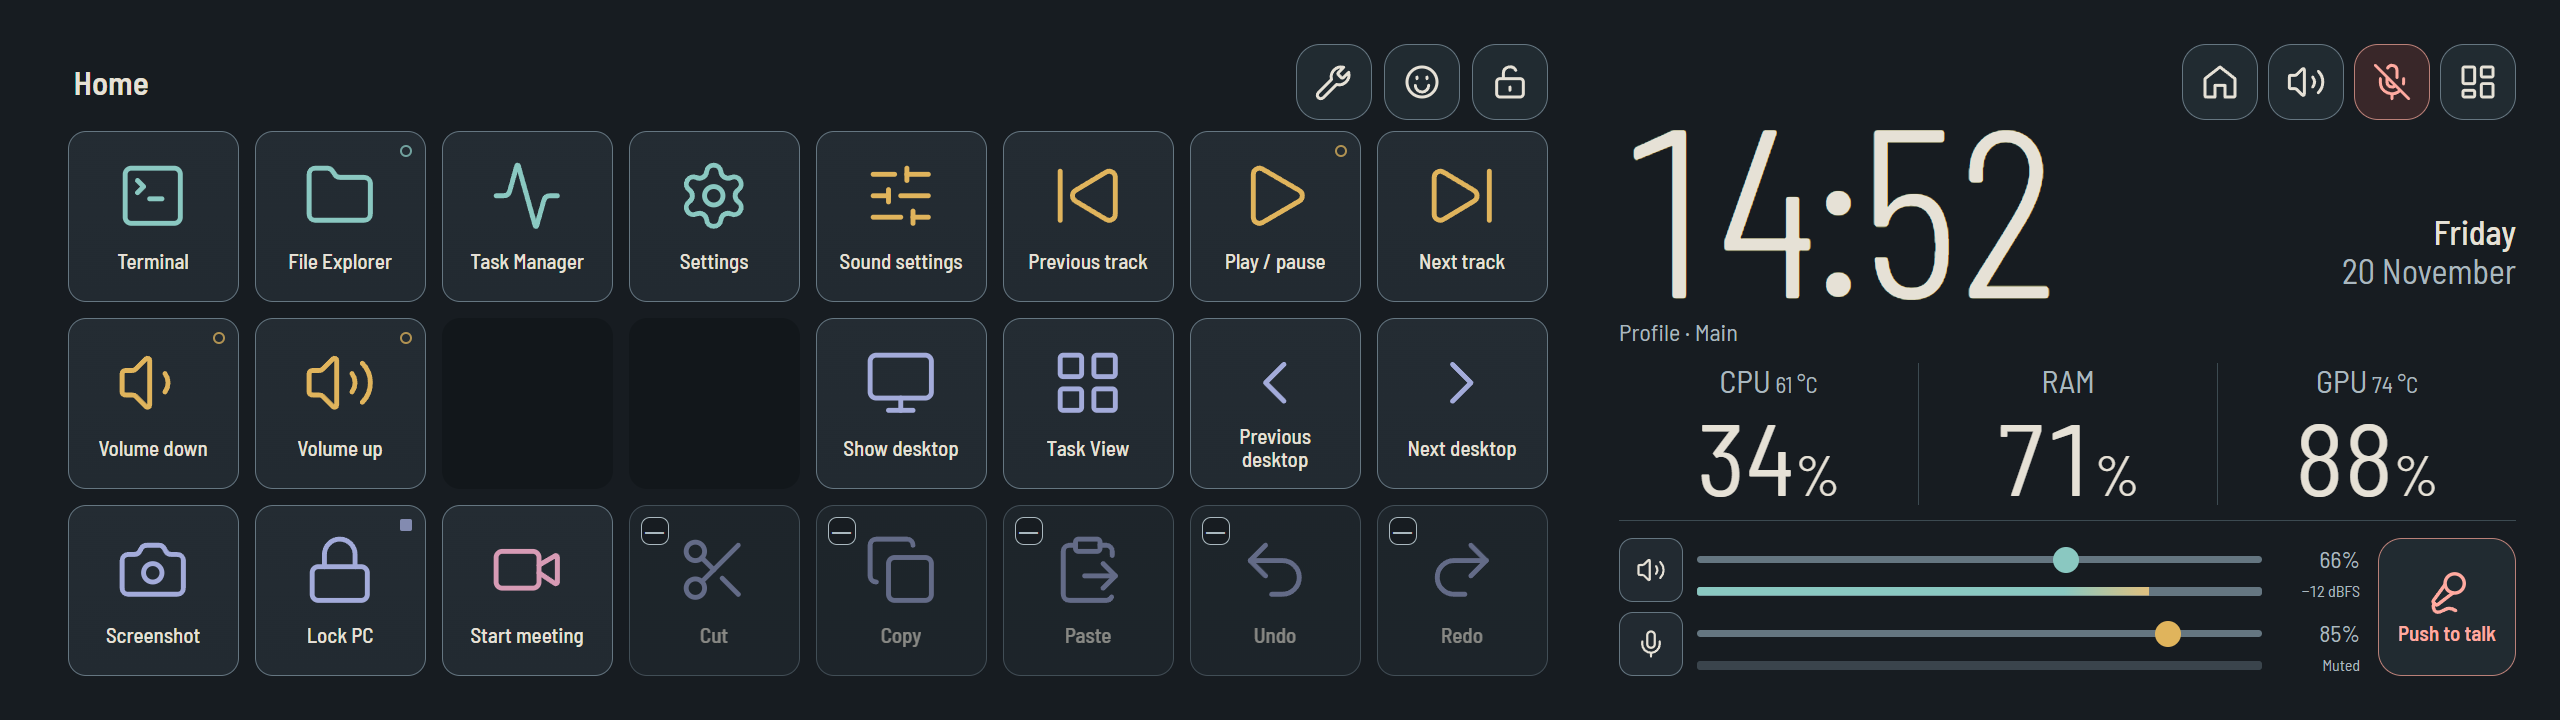 Home
Terminal
File Explorer
Task Manager
Settings
Sound settings
Previous track
Play / pause
Next track
Volume down
Volume up
Show desktop
Task View
Previous
desktop
Next desktop
Screenshot
Lock PC
Start meeting
Cut
Copy
Paste
Undo
Redo
14:52
Friday
20 November
Profile · Main
CPU 61 °C
34%
RAM
71%
GPU 74 °C
88%
66%
−12 dBFS
85%
Muted
Push to talk